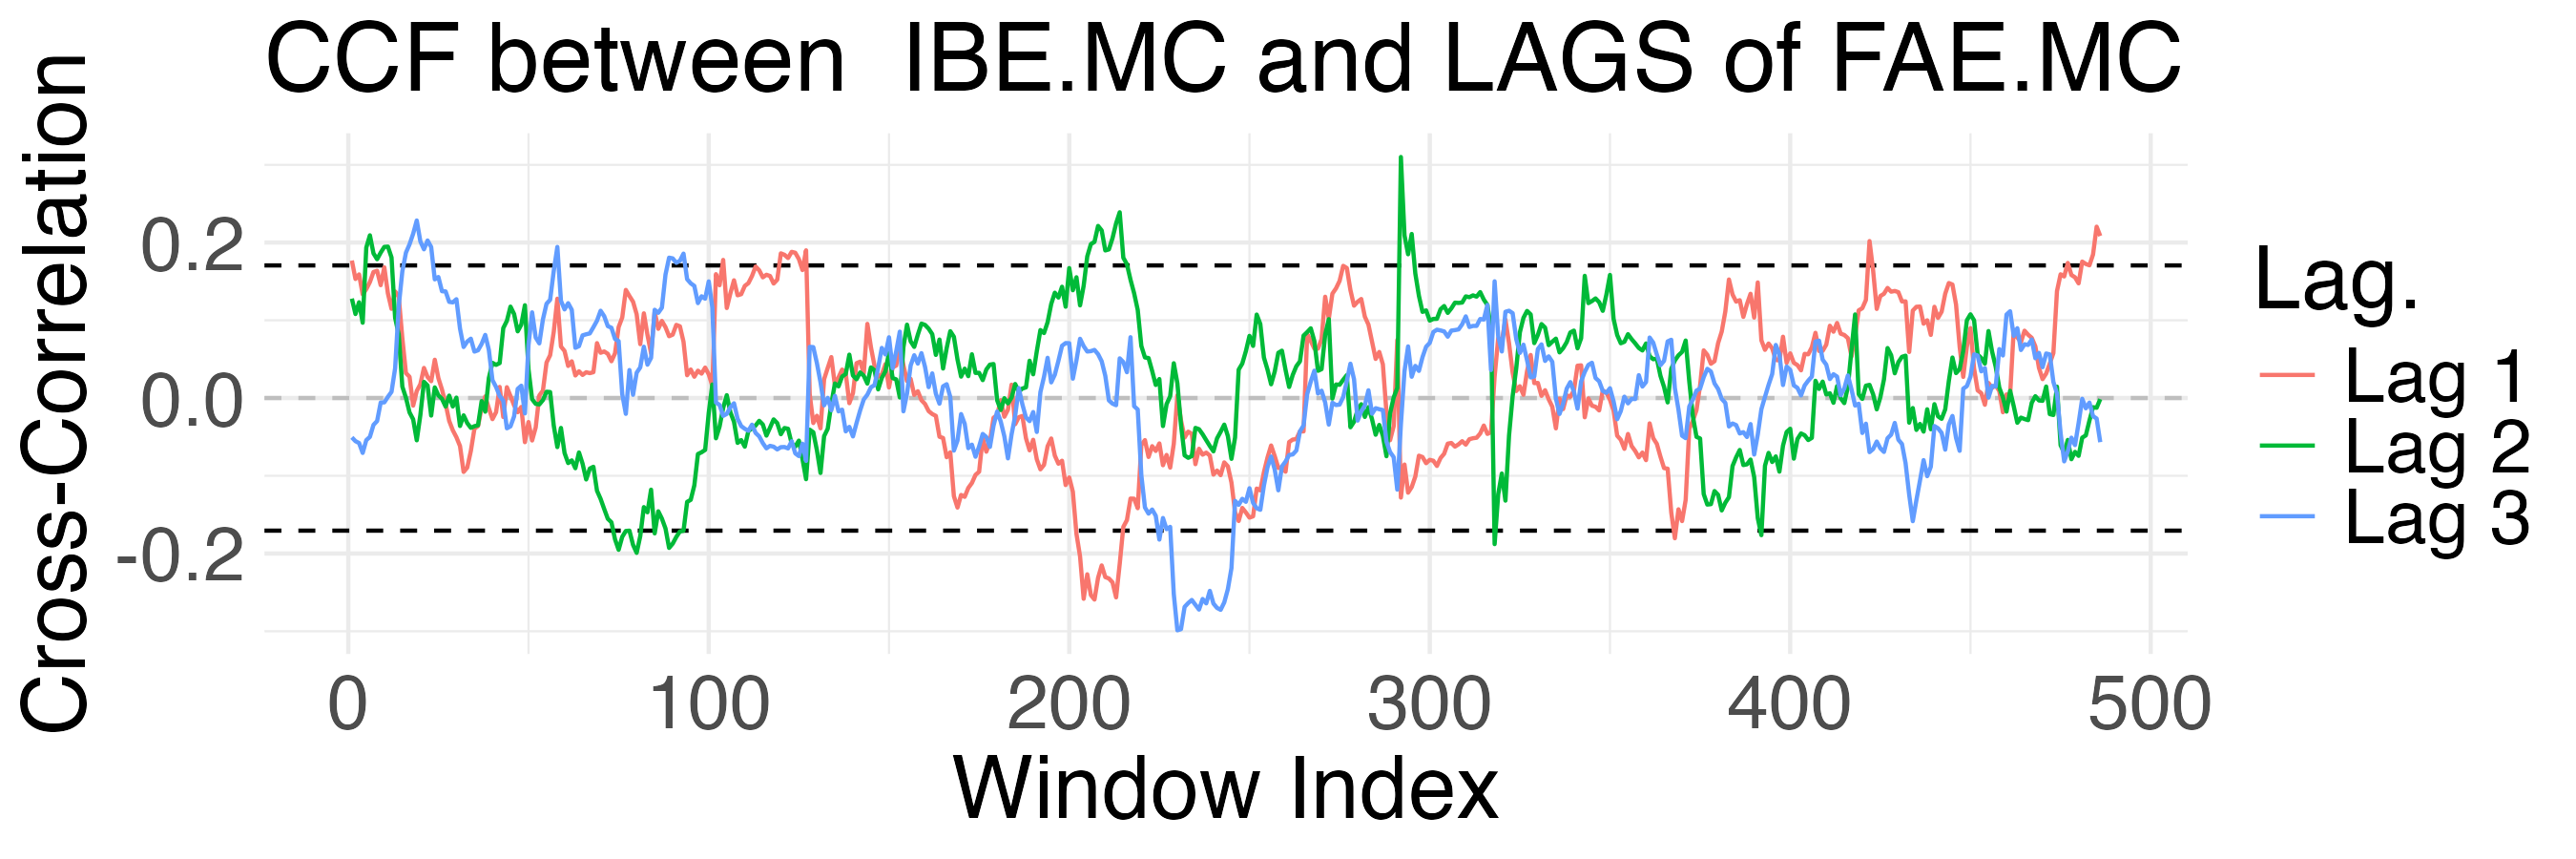 CCF between  IBE.MC and LAGS of FAE.MC
Cross-Correlation
0.2
0.0
-0.2
0
100
200
300
400
500
Window Index
Lag.
Lag 1
Lag 2
Lag 3